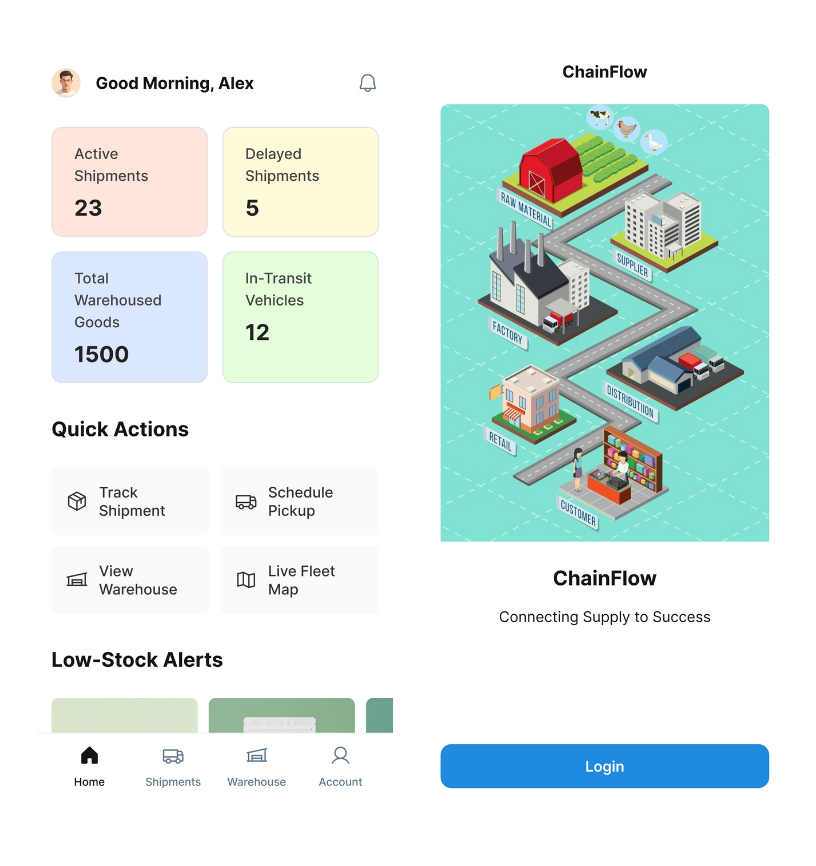 Good Morning, Alex
Active
Shipments
23
Delayed
Shipments
5
Total
Warehoused
Goods
1500
In-Transit
Vehicles
12
Quick Actions
Track
Shipment
Schedule
Pickup
View
Warehouse
Live Fleet
Map
Low-Stock Alerts
Home
Shipments
Warehouse
Account
ChainFlow
RAW MATERIAL
SUPPLIER
FACTORY
DISTRIBUTION
RETAIL
CUSTOMER
ChainFlow
Connecting Supply to Success
Login